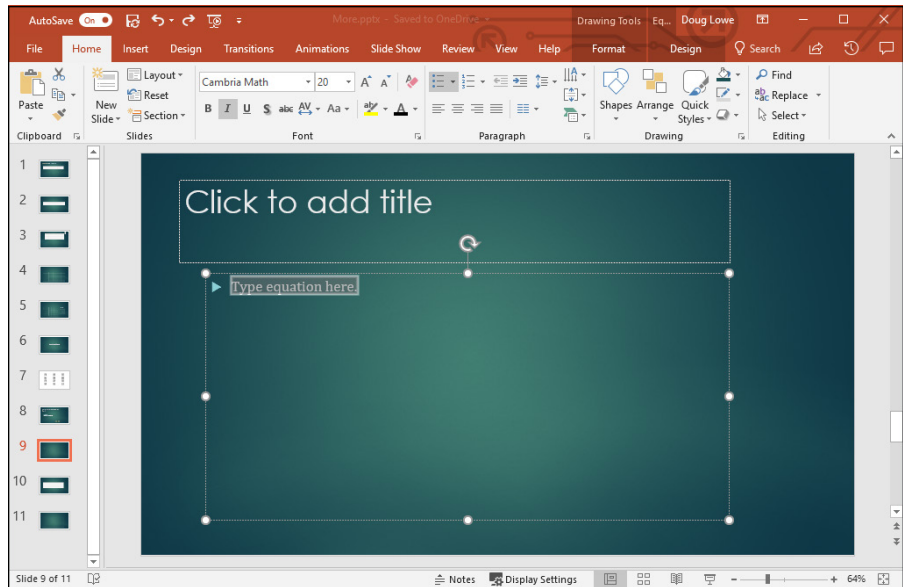 AutoSave On More.pptx - Saved to OneDrive Drawing Tools Eq... Doug Lowe
File Home Insert Design Transitions Animations Slide Show Review View Help Format Design Search
Paste
New
Slide
Layout
Reset
Section
Cambria Math 20 A A
B I U S abc AV Aa aby A
Shapes Arrange Quick
Styles
Find
Replace
Select
Clipboard Slides Font Paragraph Drawing Editing
1
2
3
4
5
6
7
8
9
10
11
Click to add title
Type equation here.
Slide 9 of 11 Notes Display Settings 64%